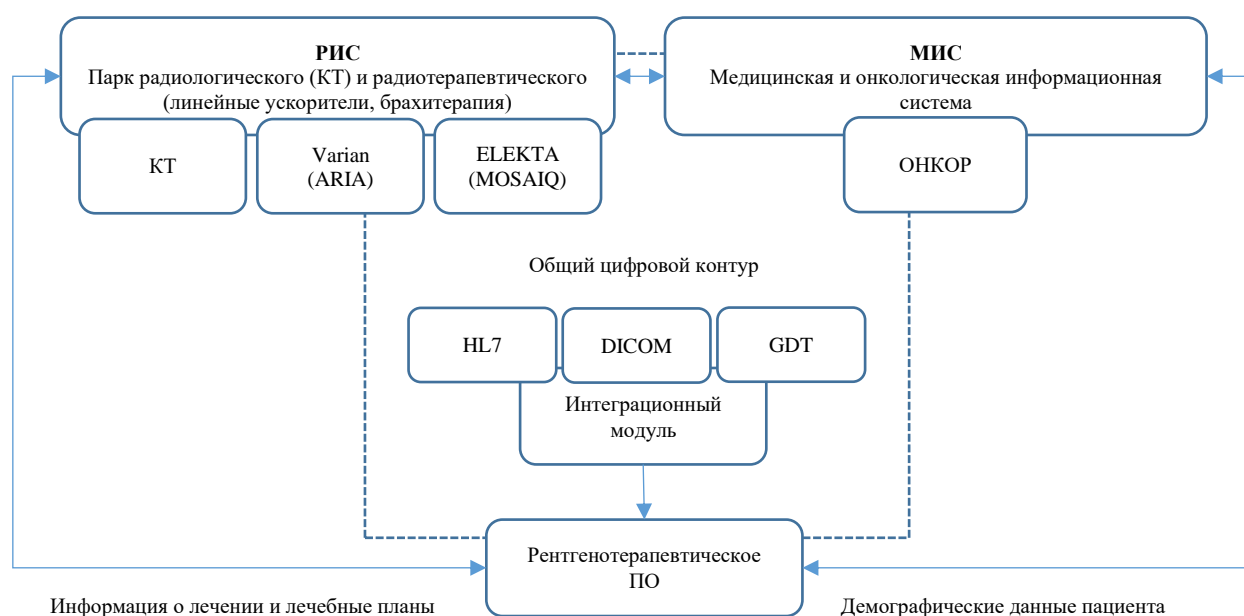 РИС
Парк радиологического (КТ) и радиотерапевтического
(линейные ускорители, брахитерапия)
МИС
Медицинская и онкологическая информационная
система
КТ
Varian
(ARIA)
ELEKTA
(MOSAIQ)
ОНКОР
Общий цифровой контур
HL7
DICOM
GDT
Интеграционный
модуль
Рентгенотерапевтическое
ПО
Информация о лечении и лечебные планы
Демографические данные пациента